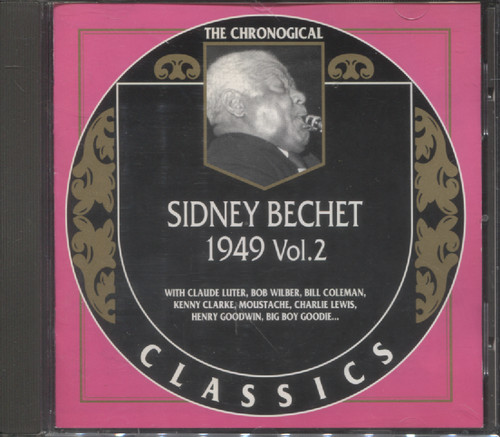 THE CHRONOGICAL
SIDNEY BECHET
1949 Vol.2
WITH CLAUDE LUTER, BOB WILBER, BILL COLEMAN,
KENNY CLARKE, MOUSTACHE, CHARLIE LEWIS,
HENRY GOODWIN, BIG BOY GOODIE...
CLASSICS